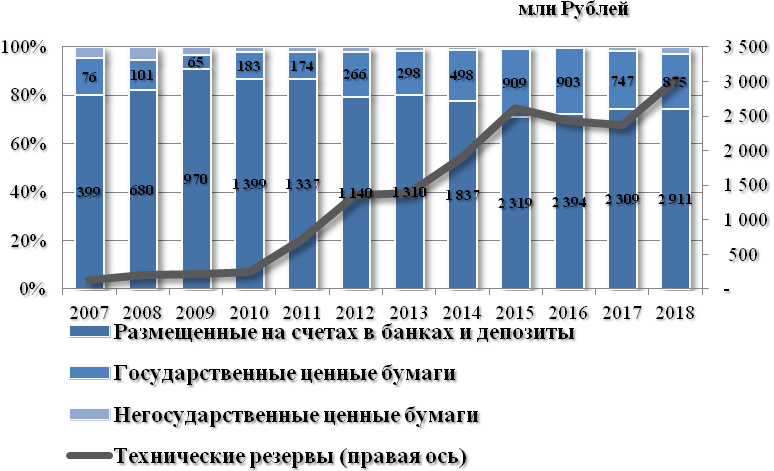 млн Рублей
100% 3 500
76 101 65 183 174 266 298 498 909 903 747 875
80% 3 000
2 500
60% 2 000
399 680 970 1 399 1 337 1 140 1 310 1 837 2 319 2 394 2 309 2 911
40% 1 500
1 000
20% 500
0% -
2007 2008 2009 2010 2011 2012 2013 2014 2015 2016 2017 2018
Размещенные на счетах в банках и депозиты
Государственные ценные бумаги
Негосударственные ценные бумаги
Технические резервы (правая ось)